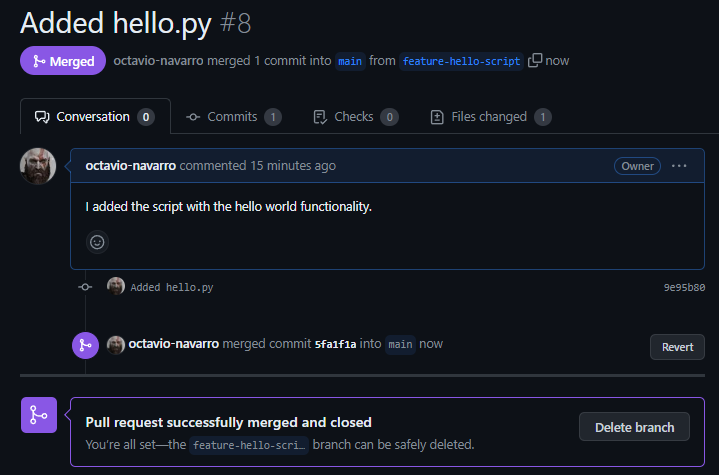 Added hello.py #8
Merged octavio-navarro merged 1 commit into main from feature-hello-script now
Conversation 0 Commits 1 Checks 0 Files changed 1
octavio-navarro commented 15 minutes ago Owner ...
I added the script with the hello world functionality.
Added hello.py 9e95b80
octavio-navarro merged commit 5fa1f1a into main now Revert
Pull request successfully merged and closed
You're all set—the feature-hello-scri… branch can be safely deleted.
Delete branch